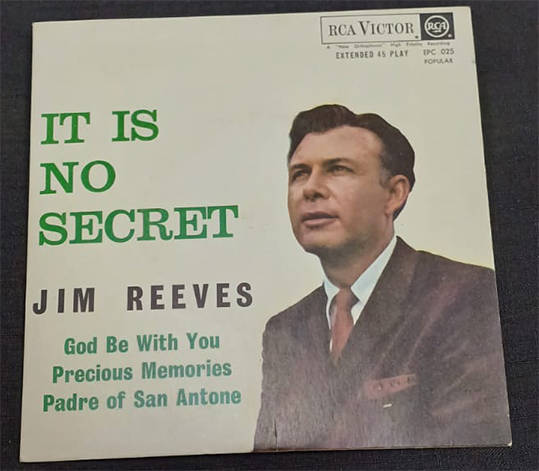 RCA VICTOR RCA
A "New Orthophonic" High Fidelity Recording
EXTENDED 45 PLAY EPC 025
POPULAR
IT IS
NO
SECRET
JIM REEVES
God Be With You
Precious Memories
Padre of San Antone